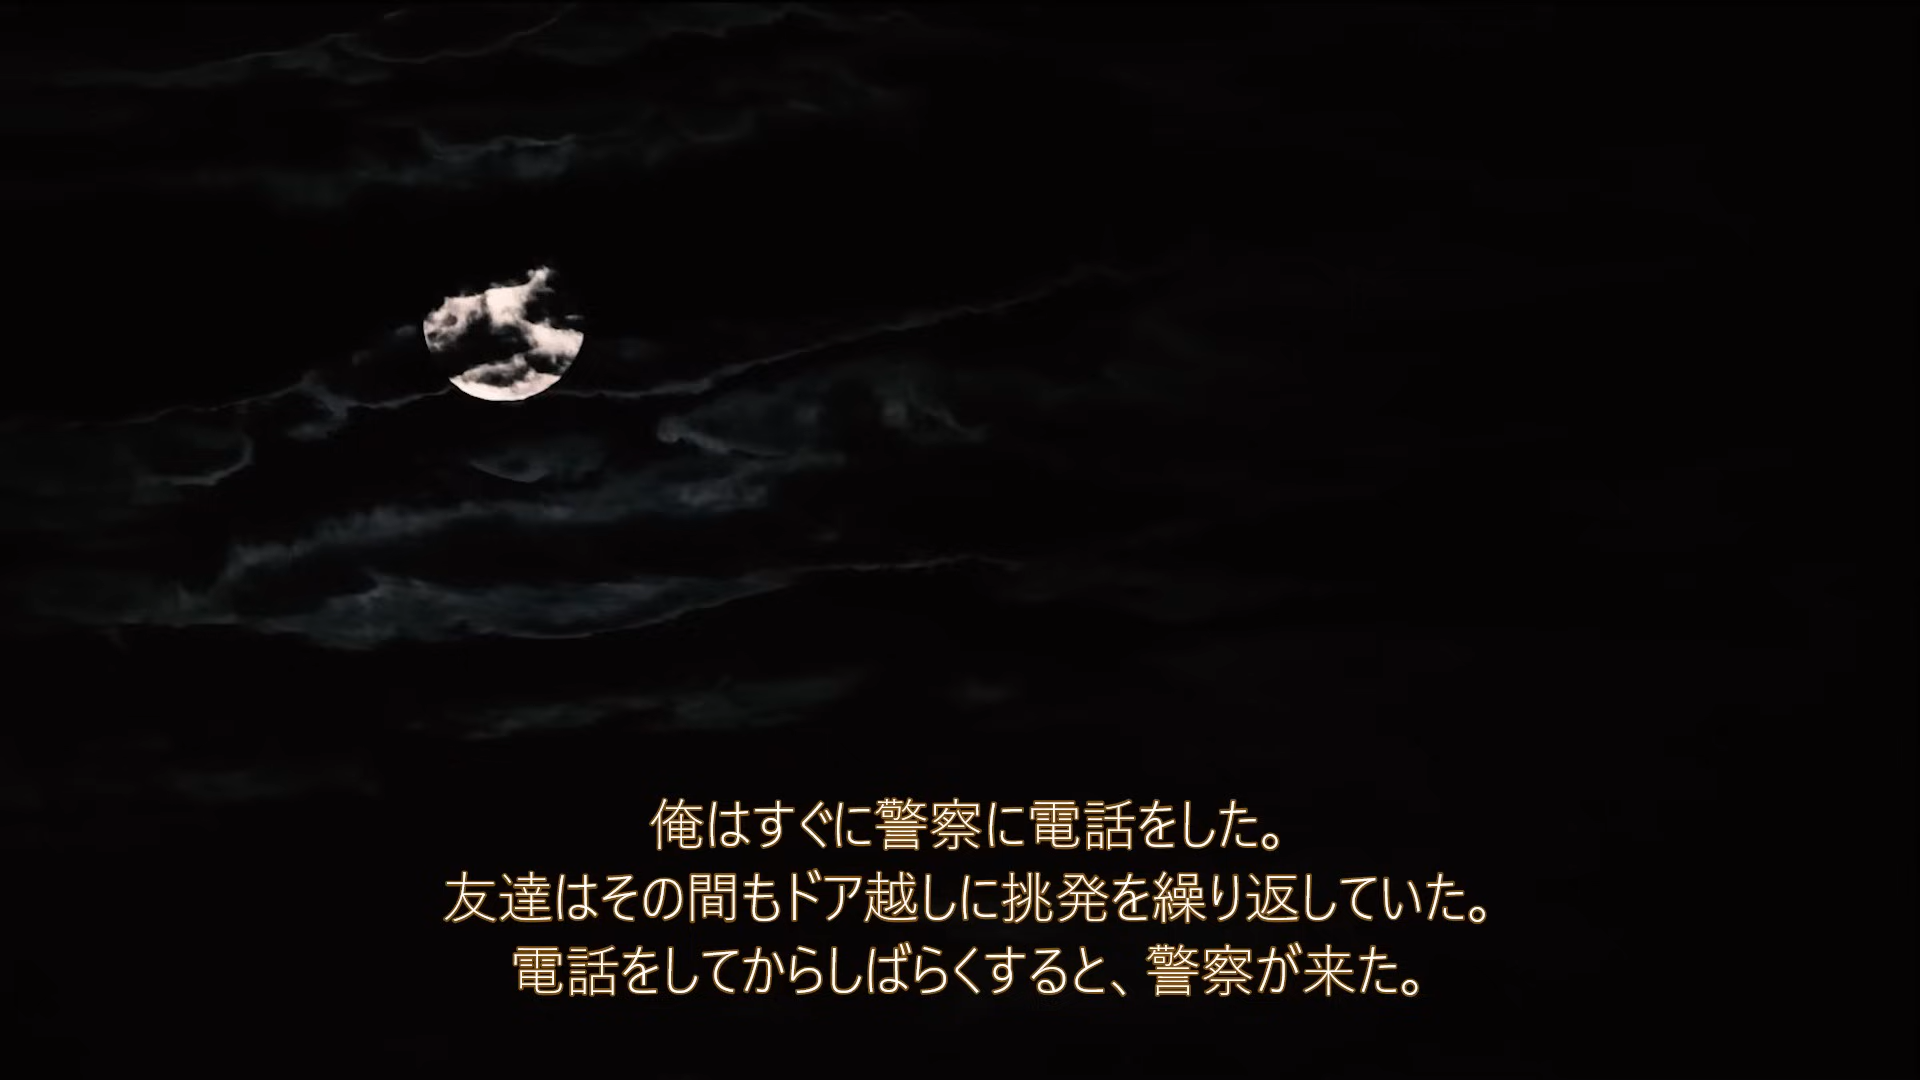 俺はすぐに警察に電話をした。
友達はその間もドア越しに挑発を繰り返していた。
電話をしてからしばらくすると、警察が来た。